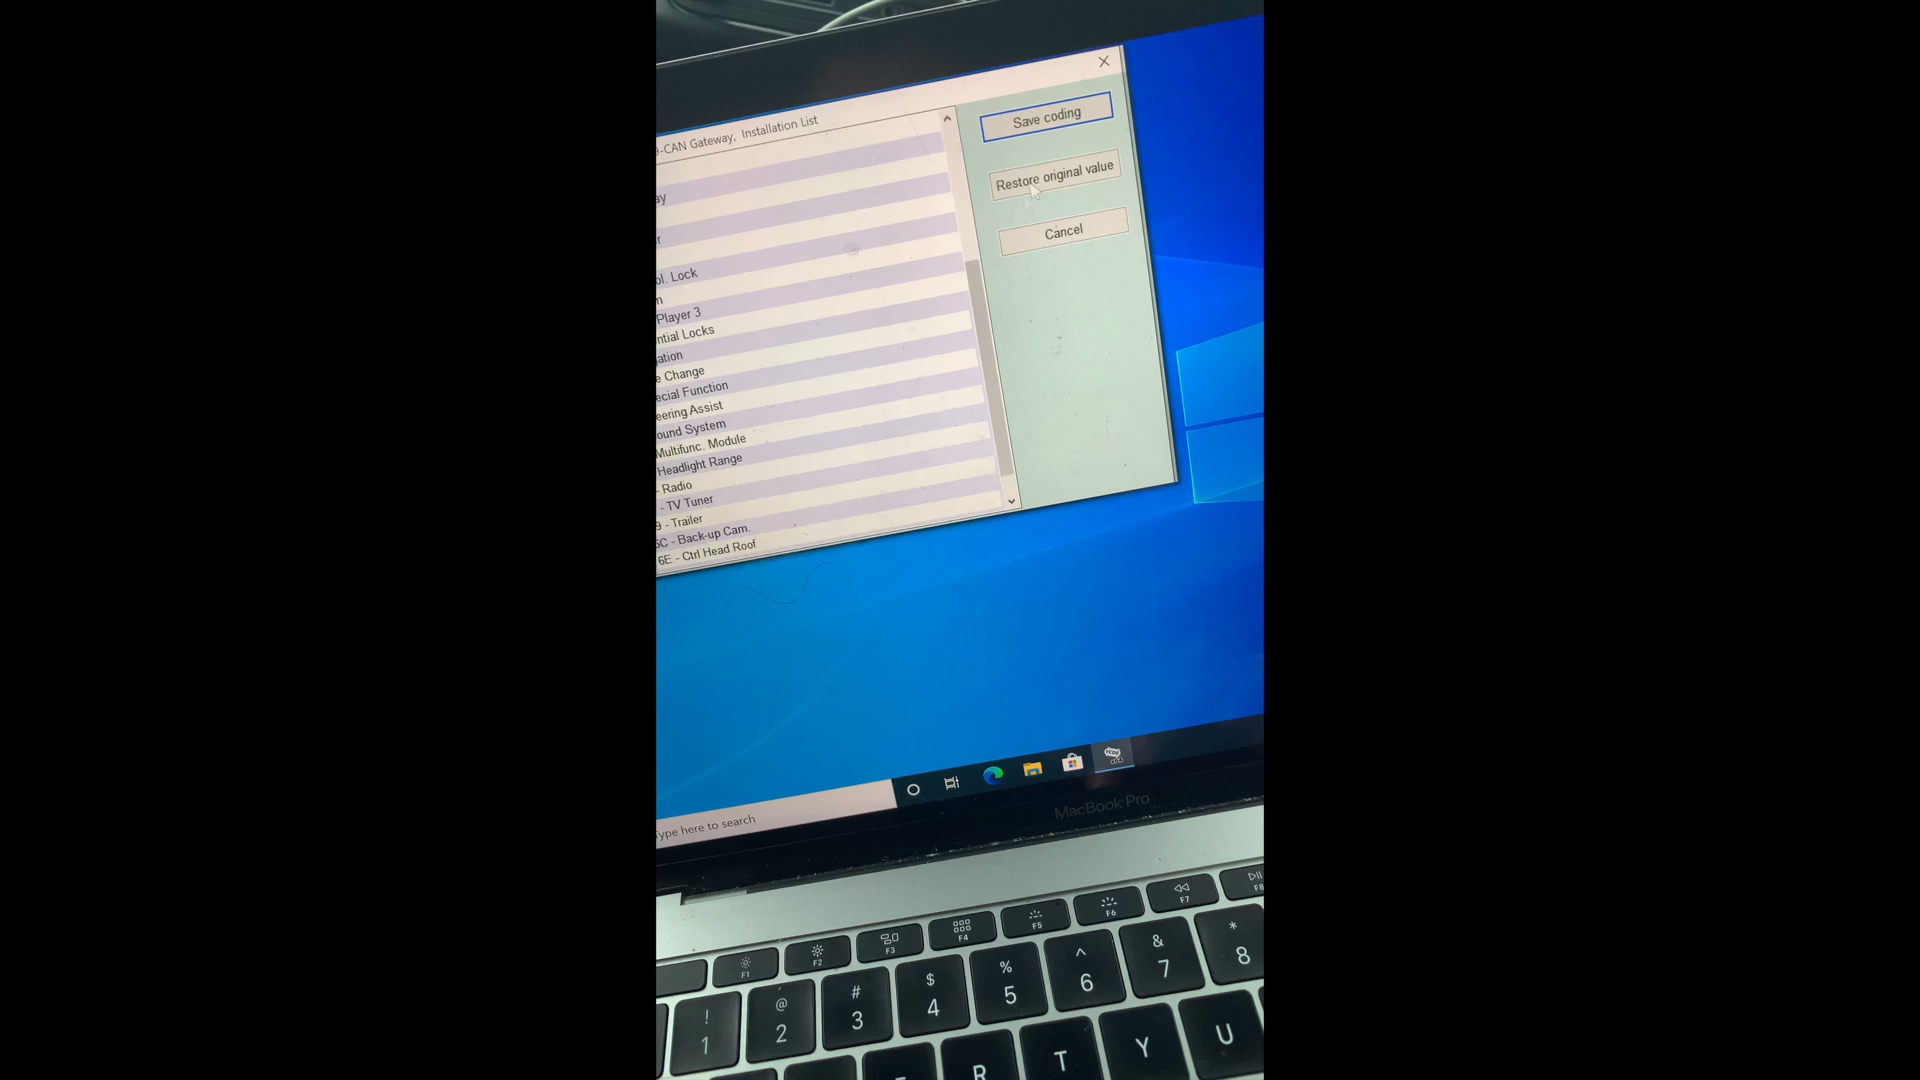 9-CAN Gateway, Installation List
ay
r
ol. Lock
m
Player 3
ntial Locks
ation
e Change
ecial Function
eering Assist
ound System
Multifunc. Module
Headlight Range
- Radio
- TV Tuner
9 - Trailer
6C - Back-up Cam.
6E - Ctrl Head Roof
Save coding
Restore original value
Cancel
Type here to search
MacBook Pro
F1
F2
F3
F4
F5
F6
F7
F8
! 1
@ 2
# 3
$ 4
% 5
^ 6
& 7
* 8
R
T
Y
U